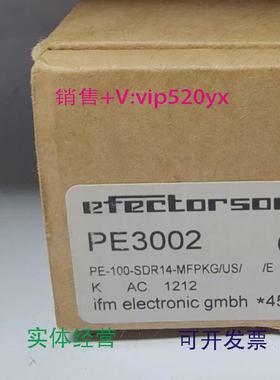 销售+V:vip520yx
efectorson
PE3002
PE-100-SDR14-MFPKG/US/ /E
K AC 1212
ifm electronic gmbh *45
实体经营
可开发票